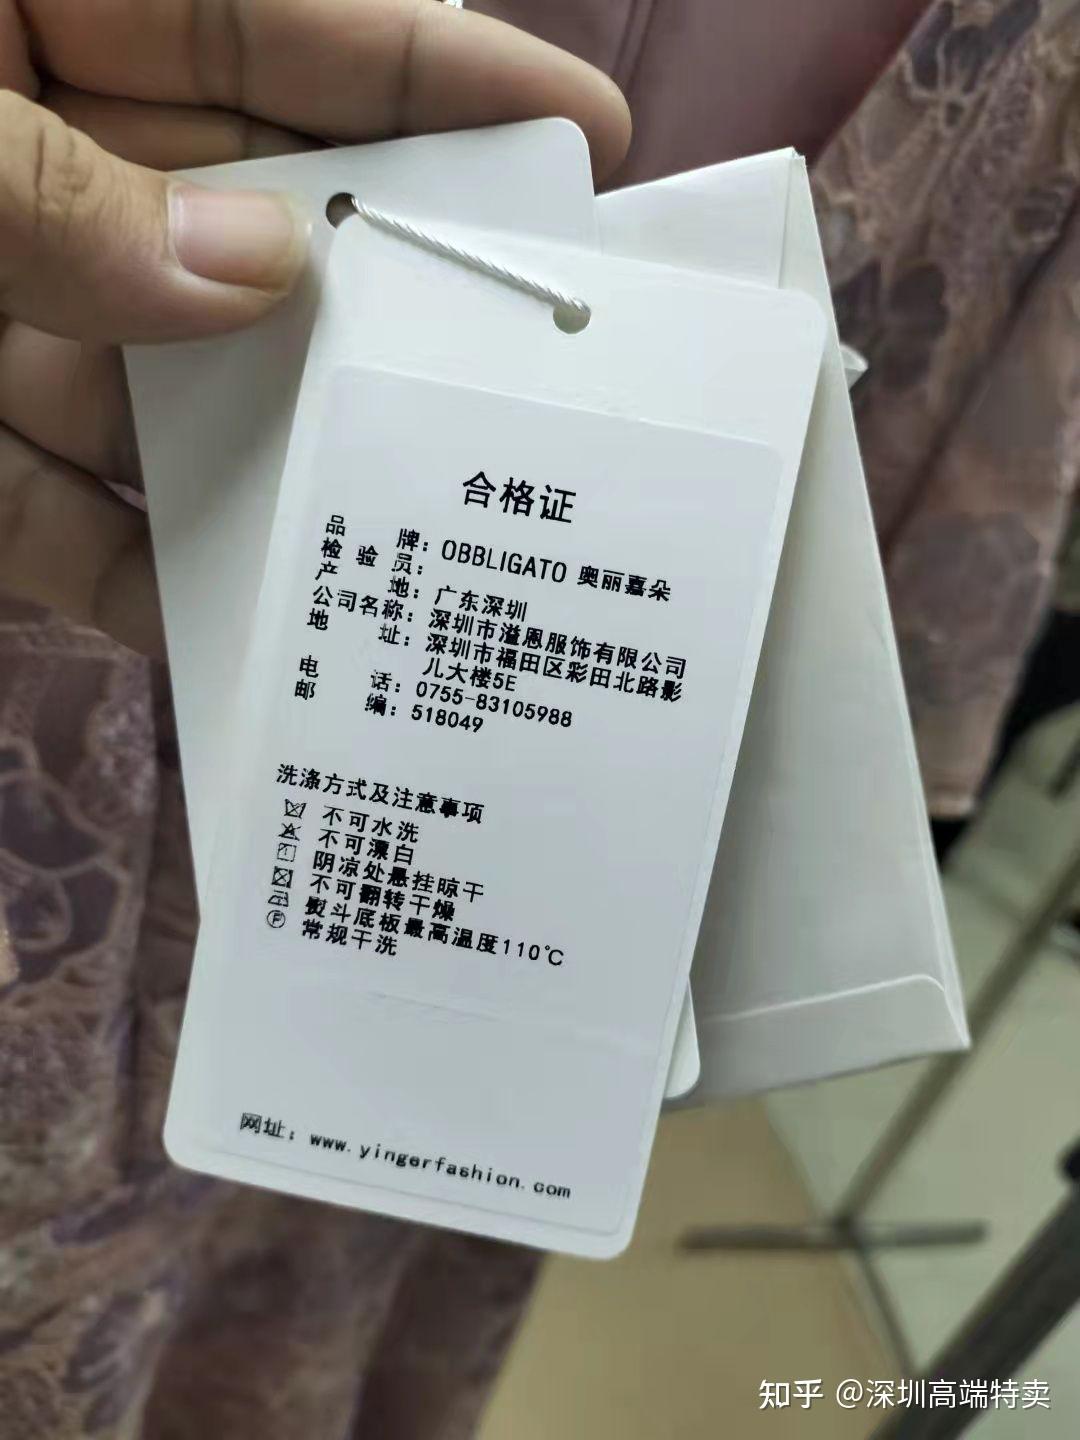 合格证
品牌：OBBLIGATO 奥丽嘉朵
检验员：
产地：广东深圳
公司名称：深圳市溢恩服饰有限公司
地址：深圳市福田区彩田北路影
儿大楼5E
电话：0755-83105988
邮编：518049
洗涤方式及注意事项
不可水洗
不可漂白
阴凉处悬挂晾干
不可翻转干燥
熨斗底板最高温度110℃
P 常规干洗
网址：www.yingerfashion.com
知乎 @深圳高端特卖